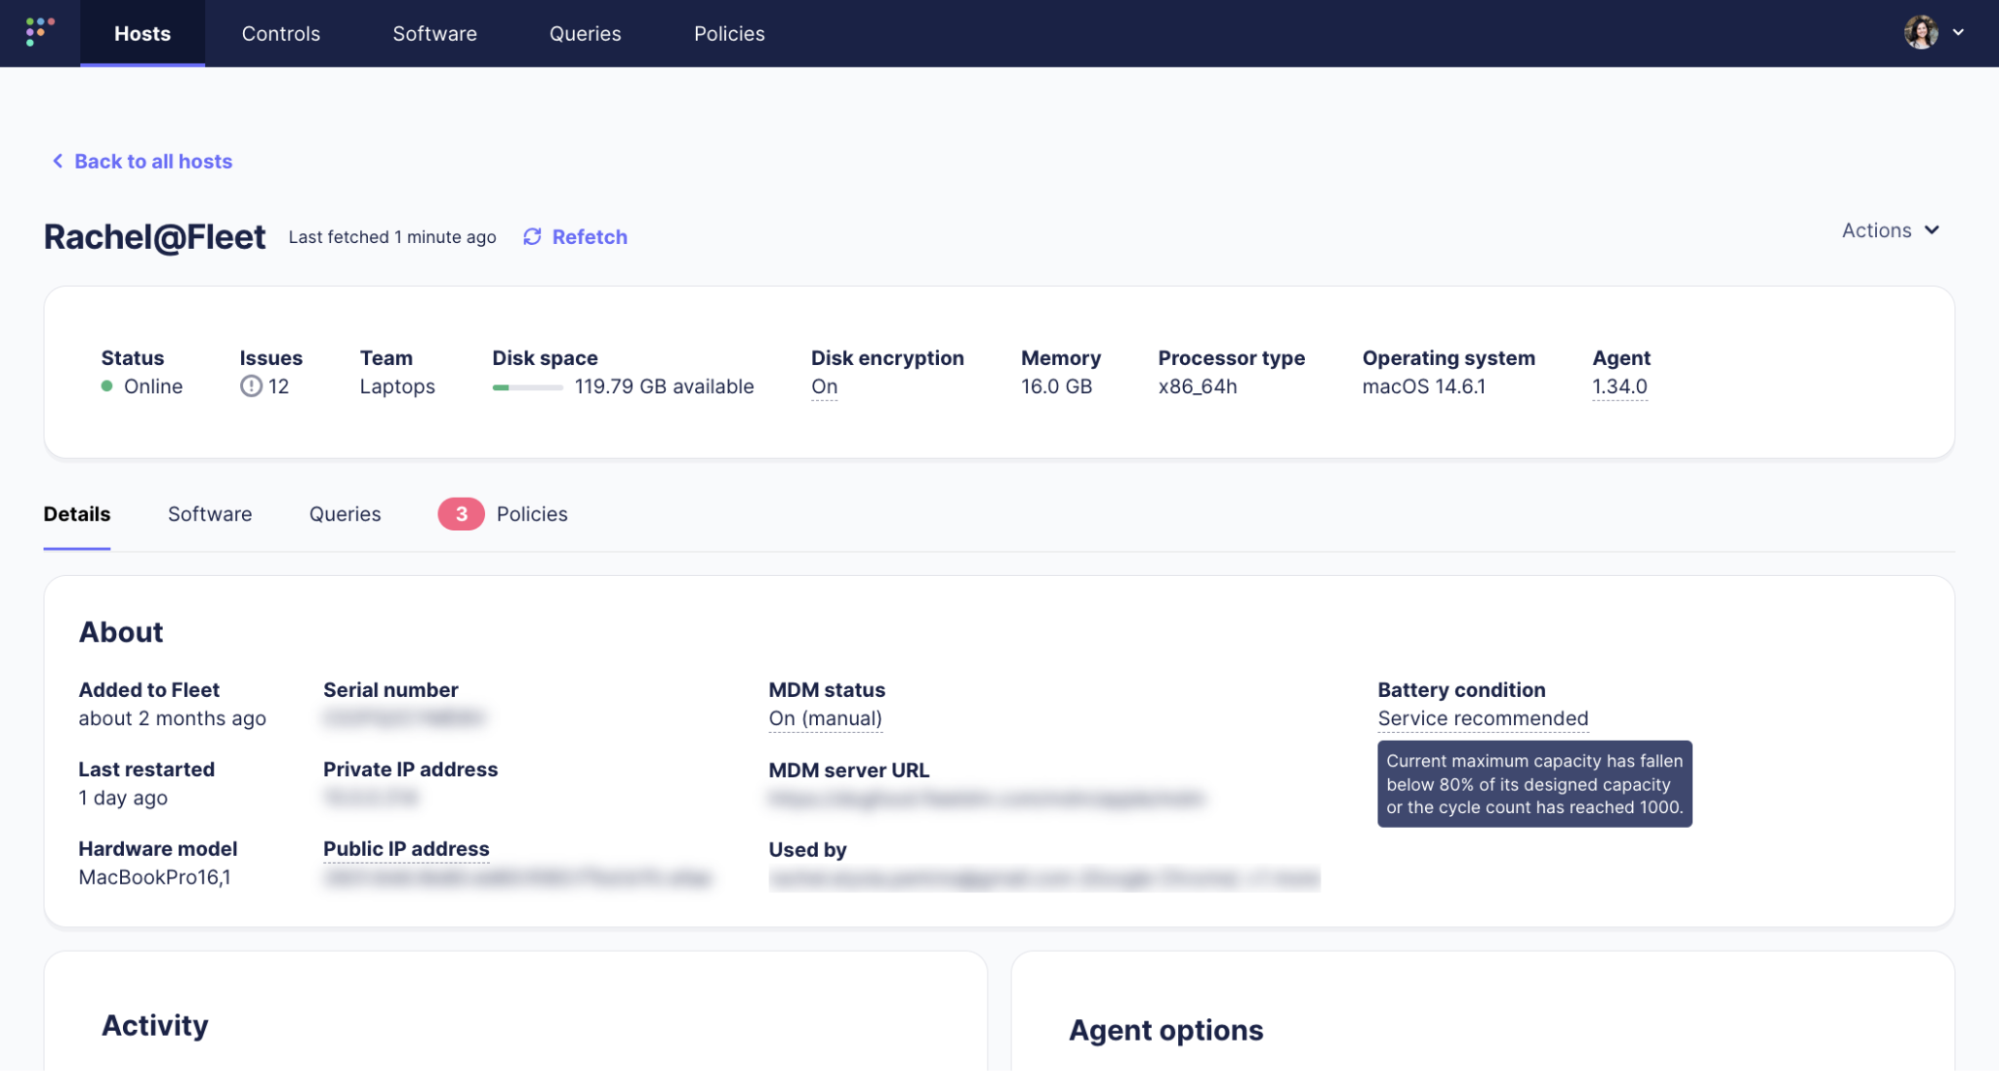 Hosts Controls Software Queries Policies
Back to all hosts
Rachel@Fleet Last fetched 1 minute ago Refetch Actions
Status Issues Team Disk space Disk encryption Memory Processor type Operating system Agent
Online 12 Laptops 119.79 GB available On 16.0 GB x86_64h macOS 14.6.1 1.34.0
Details Software Queries 3 Policies
About
Added to Fleet Serial number MDM status Battery condition
about 2 months ago On (manual) Service recommended
Current maximum capacity has fallen
below 80% of its designed capacity
or the cycle count has reached 1000.
Last restarted Private IP address MDM server URL
1 day ago
Hardware model Public IP address Used by
MacBookPro16,1
Activity Agent options